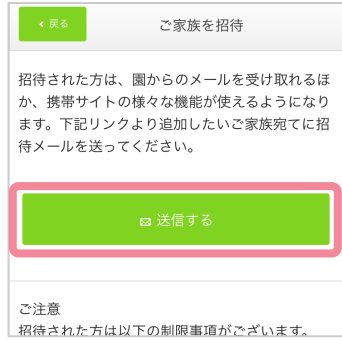 戻る
ご家族を招待
招待された方は、園からのメールを受け取れるほ
か、携帯サイトの様々な機能が使えるようになり
ます。下記リンクより追加したいご家族宛てに招
待メールを送ってください。
送信する
ご注意
招待された方は以下の制限事項がございます。